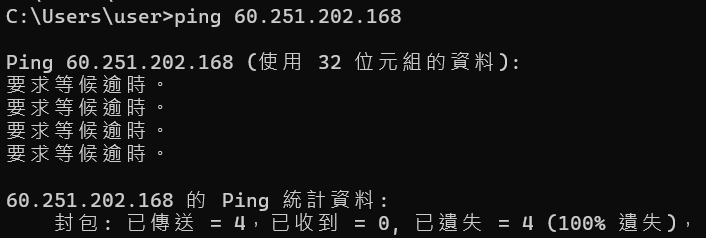 C:\Users\user>ping 60.251.202.168
Ping 60.251.202.168 (使用 32 位元組的資料):
要求等候逾時。
要求等候逾時。
要求等候逾時。
要求等候逾時。
60.251.202.168 的 Ping 統計資料:
封包: 已傳送 = 4，已收到 = 0, 已遺失 = 4 (100% 遺失)，